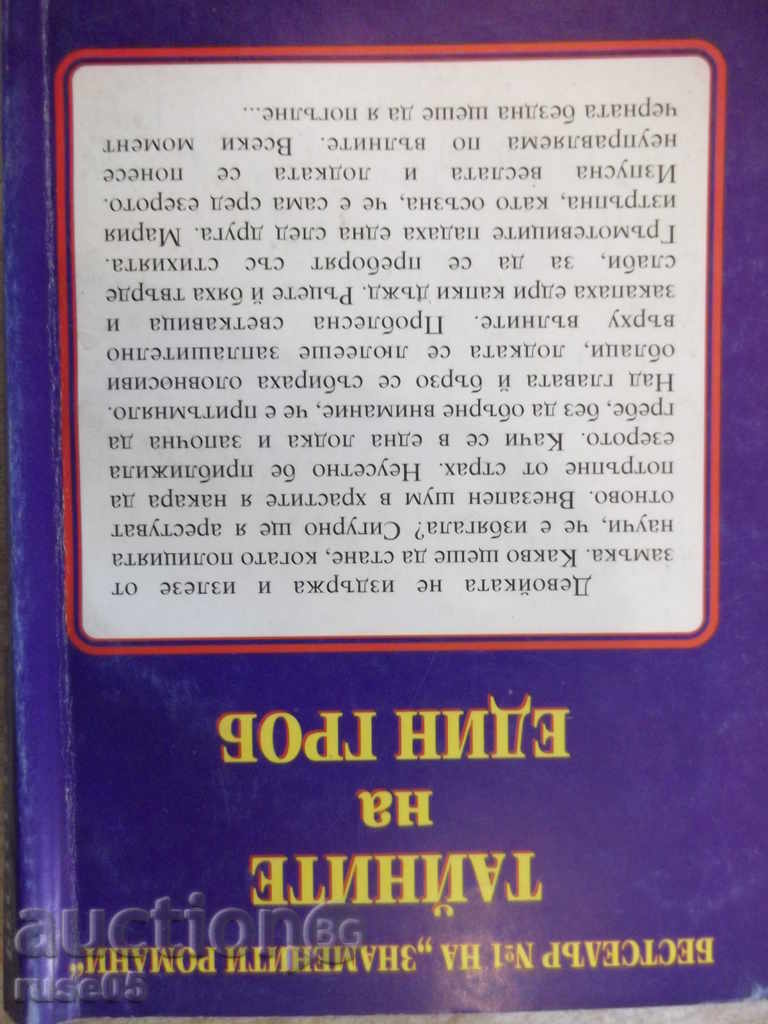 БЕСТСЕЛЪР №1 НА „ЗНАМЕНИТИ РОМАНИ“
ТАЙНИТЕ
на
ЕДИН ГРОБ
Девойката не издържа и излезе от
замъка. Какво щеше да стане, когато полицията
научи, че е избягала? Сигурно ще я арестуват
отново. Внезапен шум в храстите я накара да
потръпне от страх. Неусетно бе приближила
езерото. Качи се в една лодка и започна да
гребе, без да обърне внимание, че е притъмняло.
Над главата й бързо се събираха оловносиви
облаци, лодката се люлееше заплашително
върху вълните. Проблесна светкавица и
закапаха едри капки дъжд. Ръцете й бяха твърде
слаби, за да се преборят със стихията.
Гръмотевиците падаха една след друга. Мария
изтръпна, като осъзна, че е сама сред езерото.
Изпусна веслата и лодката се понесе
неуправляема по вълните. Всеки момент
черната бездна щеше да я погълне...
auctionBG
ruse05